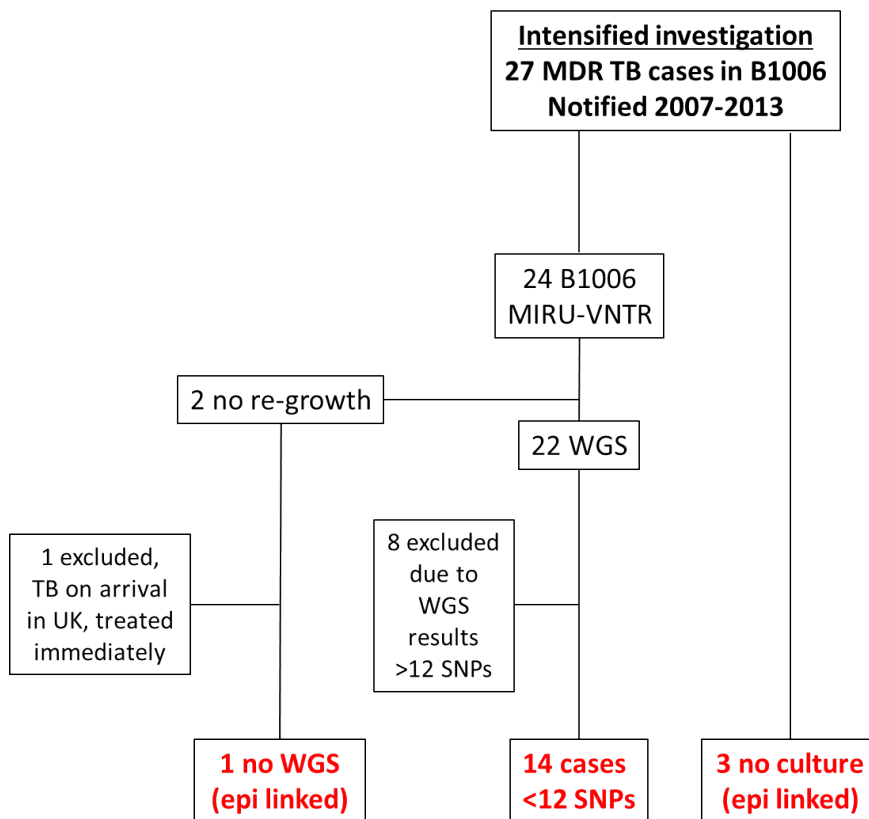 Intensified investigation
27 MDR TB cases in B1006
Notified 2007-2013
24 B1006
MIRU-VNTR
2 no re-growth
22 WGS
1 excluded,
TB on arrival
in UK, treated
immediately
8 excluded
due to
WGS
results
>12 SNPs
1 no WGS
(epi linked)
14 cases
<12 SNPs
3 no culture
(epi linked)